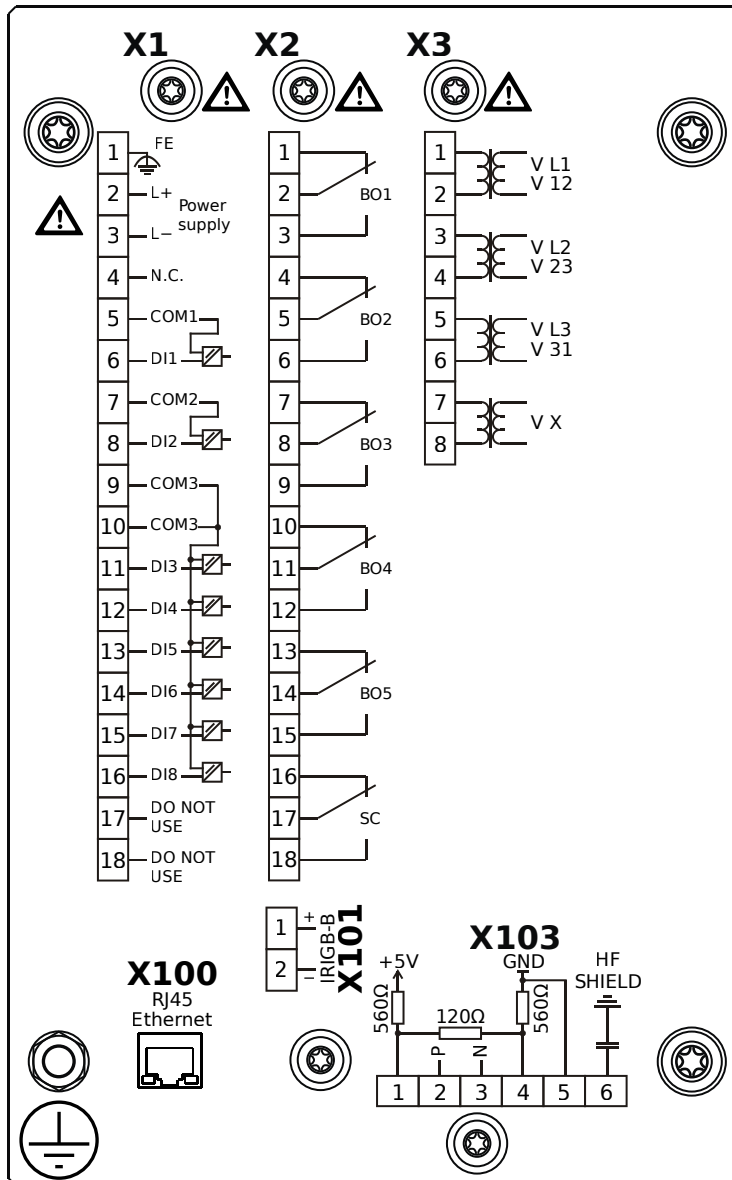 X1
X2
X3
1
FE
2
L+
Power
supply
3
L−
4
N.C.
5
COM1
6
DI1
7
COM2
8
DI2
9
COM3
10
COM3
11
DI3
12
DI4
13
DI5
14
DI6
15
DI7
16
DI8
17
DO NOT
USE
18
DO NOT
USE
1
2
BO1
3
4
5
BO2
6
7
8
BO3
9
10
11
BO4
12
13
14
BO5
15
16
17
SC
18
1
V L1
V 12
2
3
V L2
V 23
4
5
V L3
V 31
6
7
V X
8
1
+
2
−
IRIGB-B
X101
X100
RJ45
Ethernet
X103
+5V
GND
HF
SHIELD
560Ω
120Ω
560Ω
P
N
1
2
3
4
5
6